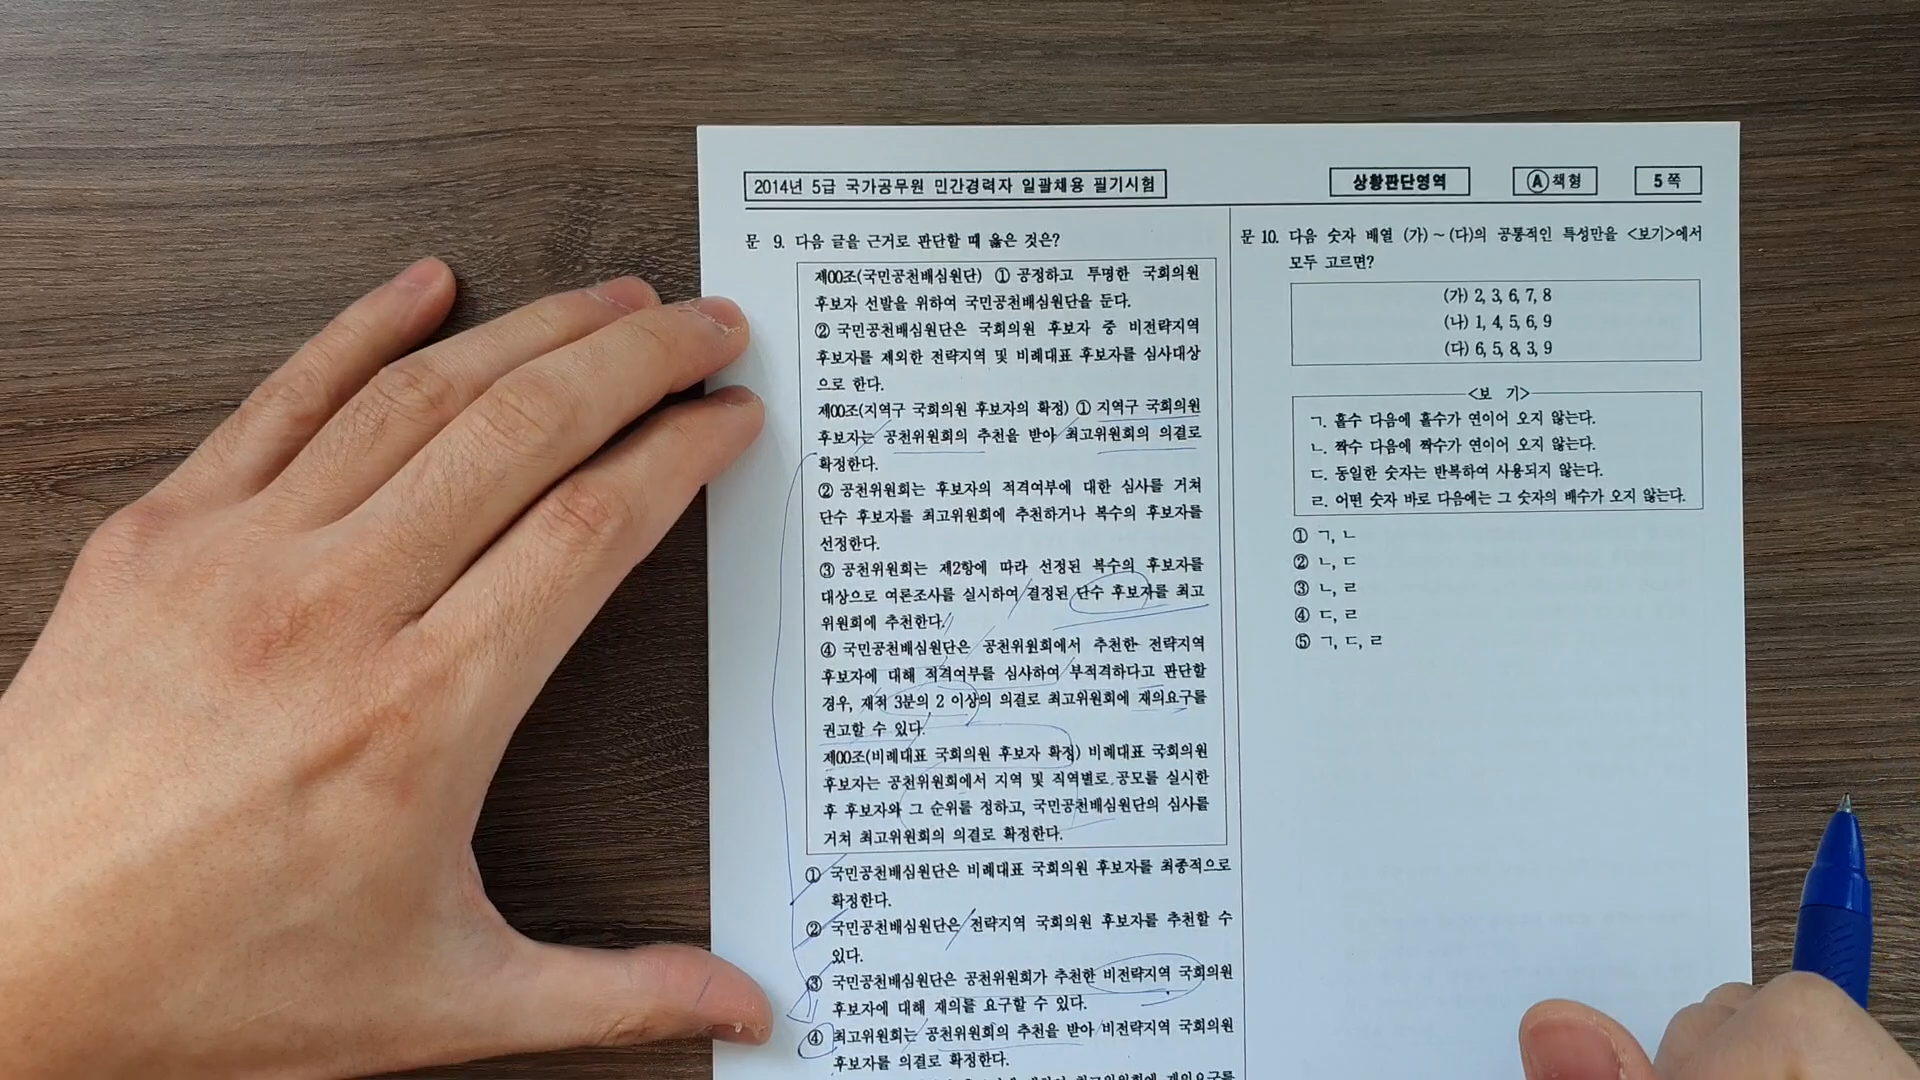 2014년 5급 국가공무원 민간경력자 일괄채용 필기시험
상황판단영역
Ⓐ책형
5쪽
문 9. 다음 글을 근거로 판단할 때 옳은 것은?
제00조(국민공천배심원단) ① 공정하고 투명한 국회의원
후보자 선발을 위하여 국민공천배심원단을 둔다.
② 국민공천배심원단은 국회의원 후보자 중 비전략지역
후보자를 제외한 전략지역 및 비례대표 후보자를 심사대상
으로 한다.
제00조(지역구 국회의원 후보자의 확정) ① 지역구 국회의원
후보자는 공천위원회의 추천을 받아 최고위원회의 의결로
확정한다.
② 공천위원회는 후보자의 적격여부에 대한 심사를 거쳐
단수 후보자를 최고위원회에 추천하거나 복수의 후보자를
선정한다.
③ 공천위원회는 제2항에 따라 선정된 복수의 후보자를
대상으로 여론조사를 실시하여 결정된 단수 후보자를 최고
위원회에 추천한다.
④ 국민공천배심원단은 공천위원회에서 추천한 전략지역
후보자에 대해 적격여부를 심사하여 부적격하다고 판단할
경우, 재적 3분의 2 이상의 의결로 최고위원회에 재의요구를
권고할 수 있다.
제00조(비례대표 국회의원 후보자 확정) 비례대표 국회의원
후보자는 공천위원회에서 지역 및 직역별로 공모를 실시한
후 후보자와 그 순위를 정하고, 국민공천배심원단의 심사를
거쳐 최고위원회의 의결로 확정한다.
① 국민공천배심원단은 비례대표 국회의원 후보자를 최종적으로
확정한다.
② 국민공천배심원단은 전략지역 국회의원 후보자를 추천할 수
있다.
③ 국민공천배심원단은 공천위원회가 추천한 비전략지역 국회의원
후보자에 대해 재의를 요구할 수 있다.
④ 최고위원회는 공천위원회의 추천을 받아 비전략지역 국회의원
후보자를 의결로 확정한다.
문 10. 다음 숫자 배열 (가)～(다)의 공통적인 특성만을 <보기>에서
모두 고르면?
(가) 2, 3, 6, 7, 8
(나) 1, 4, 5, 6, 9
(다) 6, 5, 8, 3, 9
<보 기>
ㄱ. 홀수 다음에 홀수가 연이어 오지 않는다.
ㄴ. 짝수 다음에 짝수가 연이어 오지 않는다.
ㄷ. 동일한 숫자는 반복하여 사용되지 않는다.
ㄹ. 어떤 숫자 바로 다음에는 그 숫자의 배수가 오지 않는다.
① ㄱ, ㄴ
② ㄴ, ㄷ
③ ㄴ, ㄹ
④ ㄷ, ㄹ
⑤ ㄱ, ㄷ, ㄹ